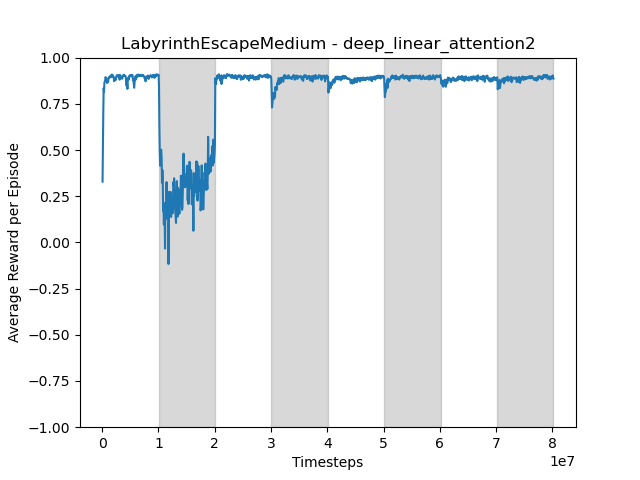 LabyrinthEscapeMedium - deep_linear_attention2
1.00
0.75
0.50
0.25
0.00
−0.25
−0.50
−0.75
−1.00
Average Reward per Episode
0 1 2 3 4 5 6 7 8
1e7
Timesteps